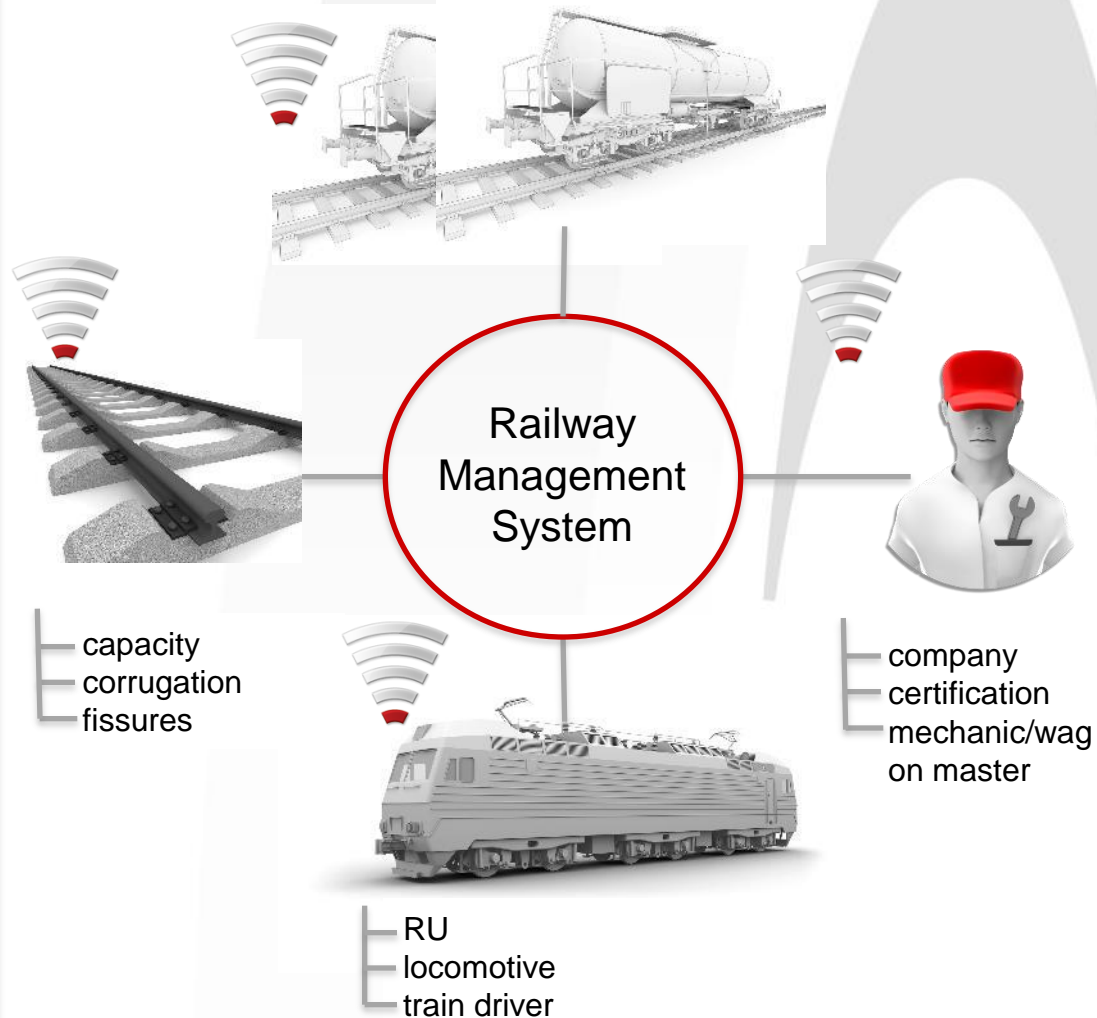 Railway
Management
System
capacity
corrugation
fissures
company
certification
mechanic/wag
on master
RU
locomotive
train driver